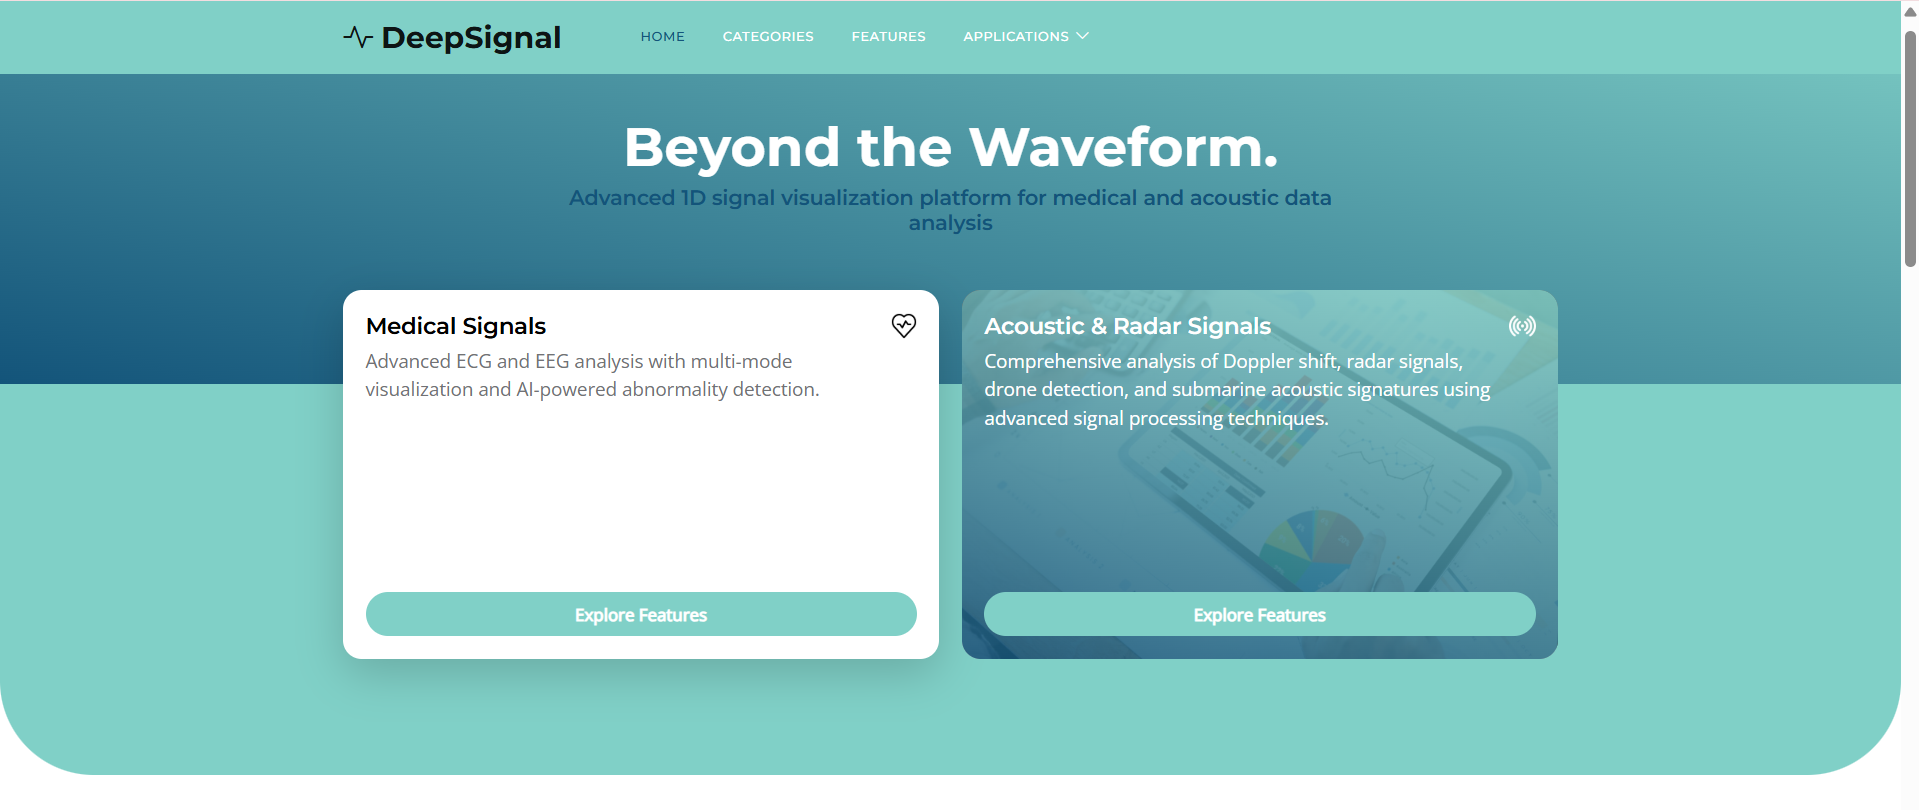 DeepSignal
HOME
CATEGORIES
FEATURES
APPLICATIONS
Beyond the Waveform.
Advanced 1D signal visualization platform for medical and acoustic data
analysis
Medical Signals
Advanced ECG and EEG analysis with multi-mode
visualization and AI-powered abnormality detection.
Explore Features
Acoustic & Radar Signals
Comprehensive analysis of Doppler shift, radar signals,
drone detection, and submarine acoustic signatures using
advanced signal processing techniques.
Explore Features